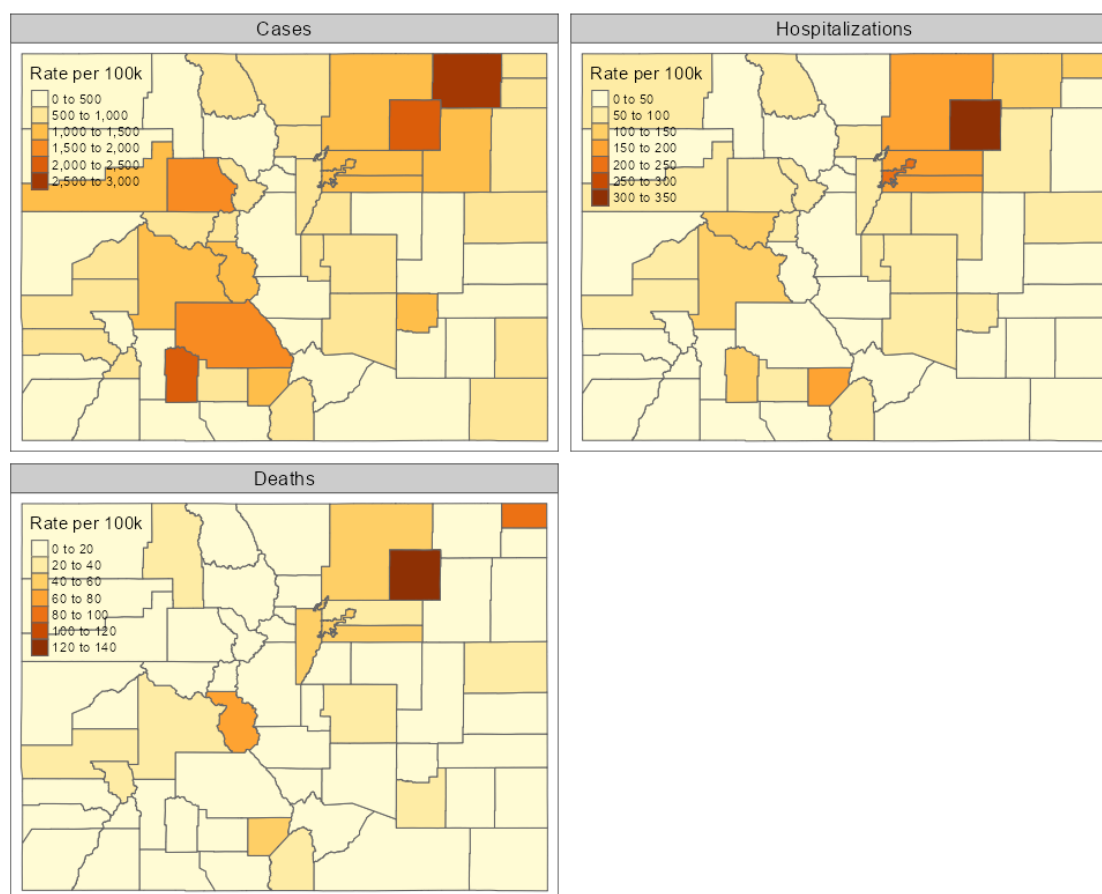 Cases
Rate per 100k
0 to 500
500 to 1,000
1,000 to 1,500
1,500 to 2,000
2,000 to 2,500
2,500 to 3,000
Hospitalizations
Rate per 100k
0 to 50
50 to 100
100 to 150
150 to 200
200 to 250
250 to 300
300 to 350
Deaths
Rate per 100k
0 to 20
20 to 40
40 to 60
60 to 80
80 to 100
100 to 120
120 to 140